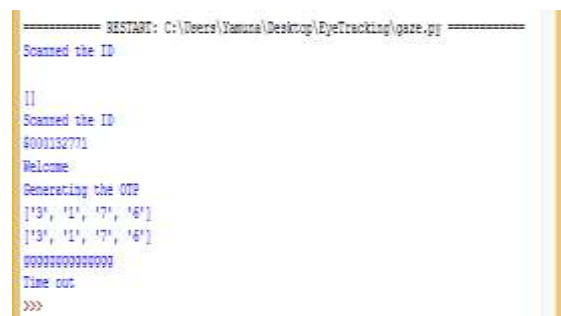 ============ RESTART: C:\Users\Yamuna\Desktop\EyeTracking\gaze.py ============
Scanned the ID
[]
Scanned the ID
$000132771
Welcome
Generating the OTP
['3', '1', '7', '6']
['3', '1', '7', '6']
Time out
>>>